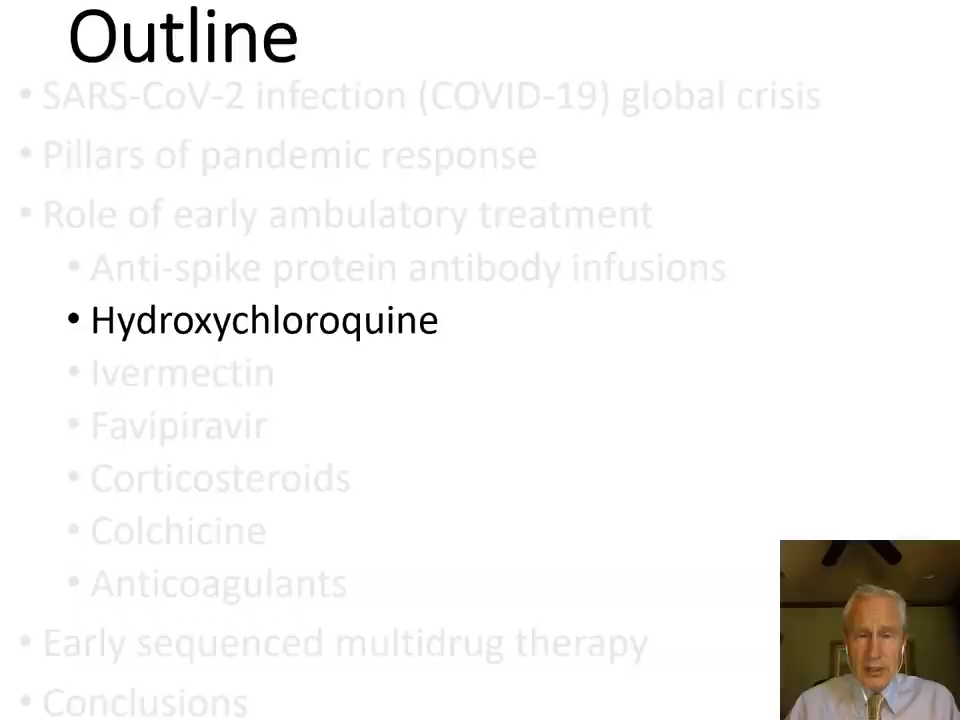 Outline
• SARS-CoV-2 infection (COVID-19) global crisis
• Pillars of pandemic response
• Role of early ambulatory treatment
• Anti-spike protein antibody infusions
• Hydroxychloroquine
• Ivermectin
• Favipiravir
• Corticosteroids
• Colchicine
• Anticoagulants
• Early sequenced multidrug therapy
• Conclusions